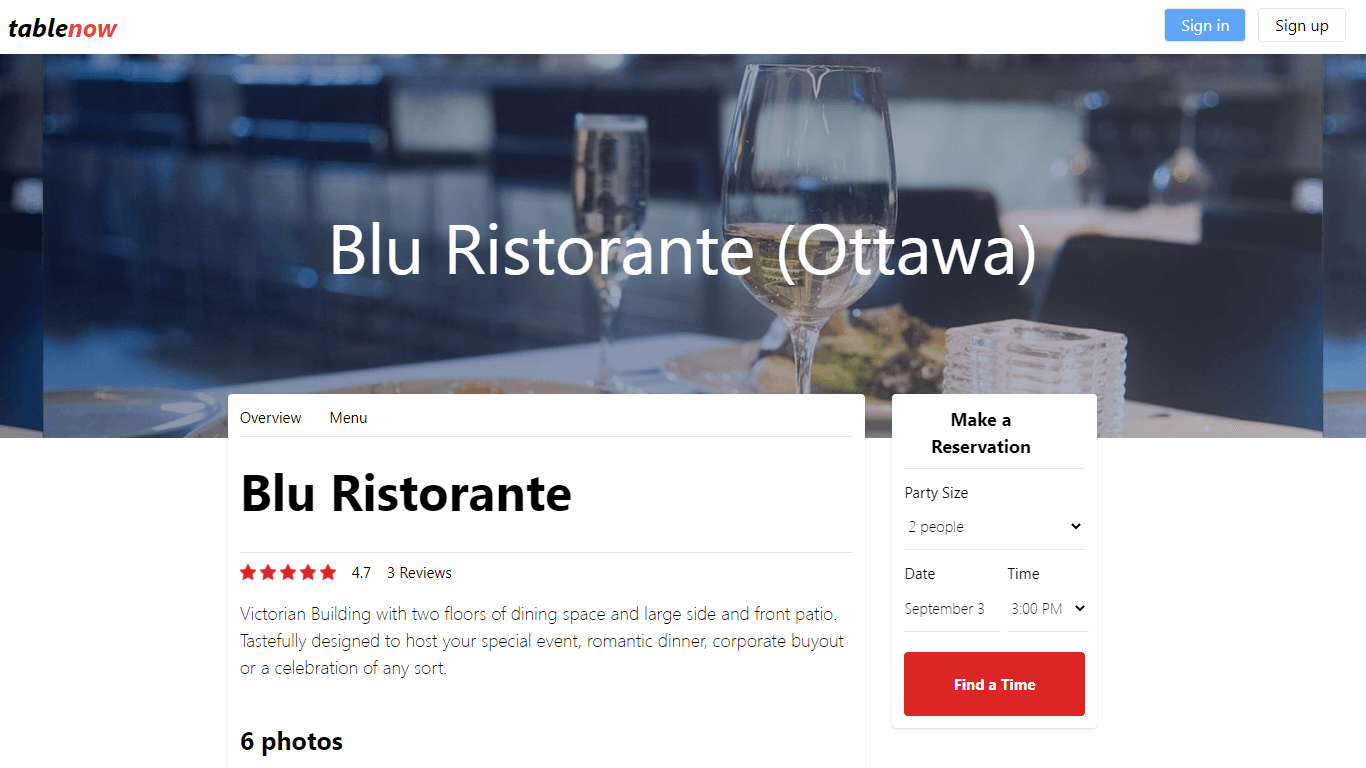 tablenow
Sign in
Sign up
Blu Ristorante (Ottawa)
Overview
Menu
Blu Ristorante
4.7
3 Reviews
Victorian Building with two floors of dining space and large side and front patio.
Tastefully designed to host your special event, romantic dinner, corporate buyout
or a celebration of any sort.
6 photos
Make a
Reservation
Party Size
2 people
Date
Time
September 3
3:00 PM
Find a Time